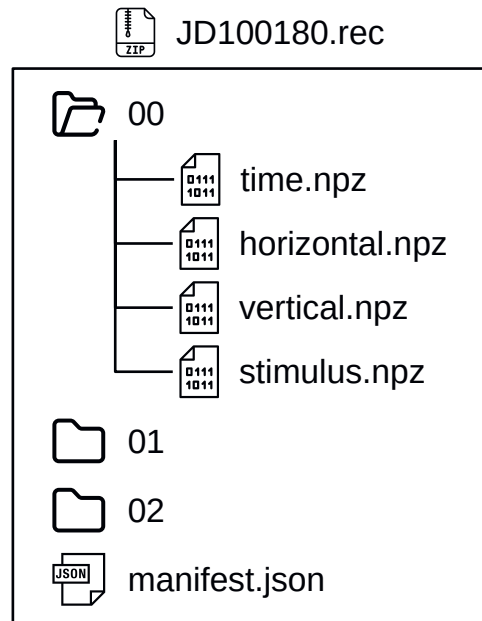 ZIP JD100180.rec
00
0111 1011 time.npz
0111 1011 horizontal.npz
0111 1011 vertical.npz
0111 1011 stimulus.npz
01
02
JSON manifest.json